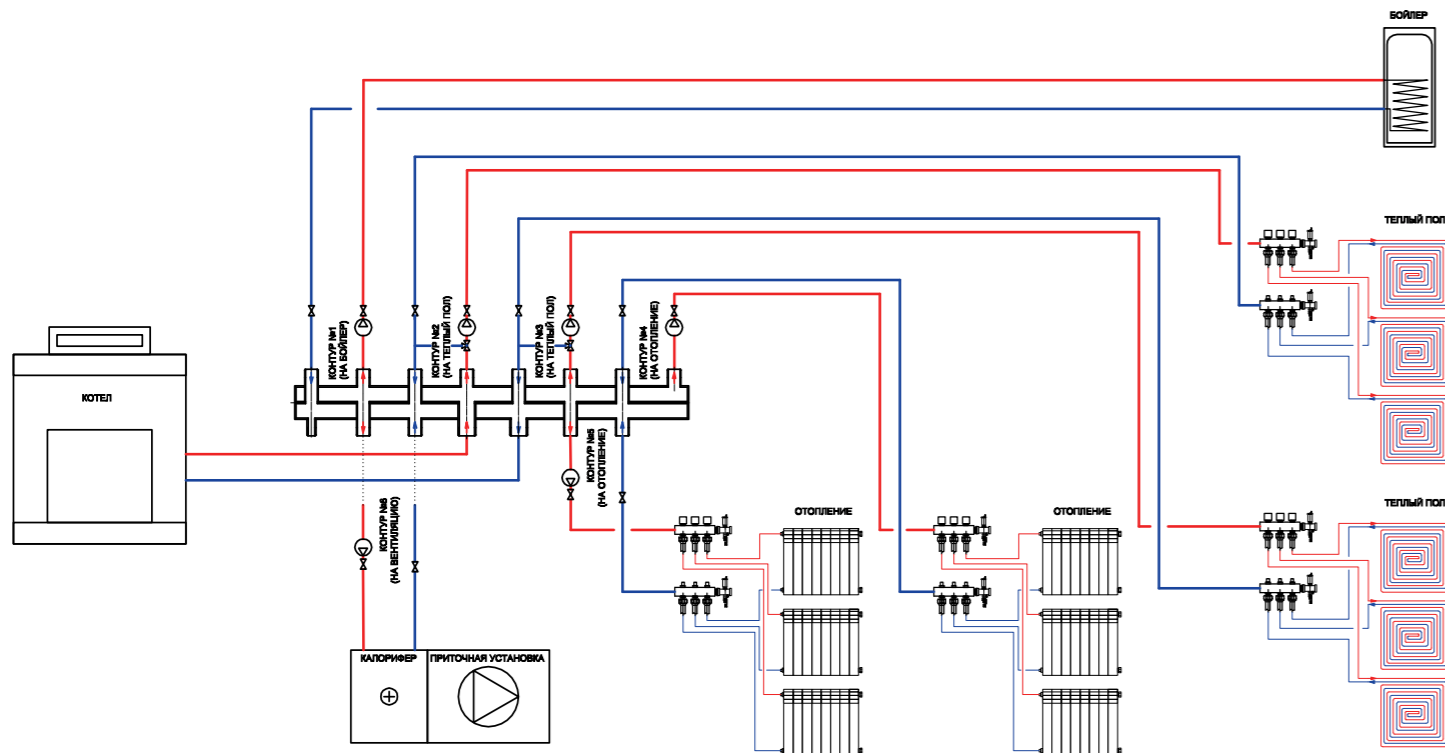 БОЙЛЕР
ТЕПЛЫЙ ПОЛ
КОНТУР №1
(НА БОЙЛЕР)
КОНТУР №2
(НА ТЕПЛЫЙ ПОЛ)
КОНТУР №3
(НА ТЕПЛЫЙ ПОЛ)
КОНТУР №4
(НА ОТОПЛЕНИЕ)
КОТЕЛ
КОНТУР №5
(НА ОТОПЛЕНИЕ)
КОНТУР №6
(НА ВЕНТИЛЯЦИЮ)
ОТОПЛЕНИЕ
ОТОПЛЕНИЕ
ТЕПЛЫЙ ПОЛ
КАЛОРИФЕР
ПРИТОЧНАЯ УСТАНОВКА